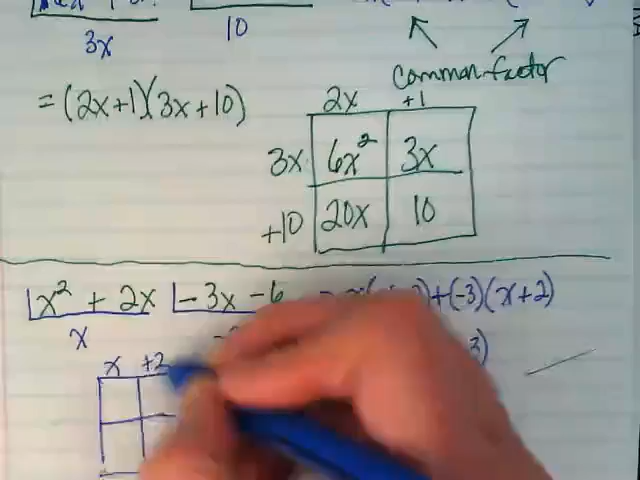 3x 10
common factor
= (2x+1)(3x+10)
2x +1
3x 6x² 3x
+10 20x 10
x² + 2x - 3x - 6 +(-3)(x+2)
x 3)
x +2